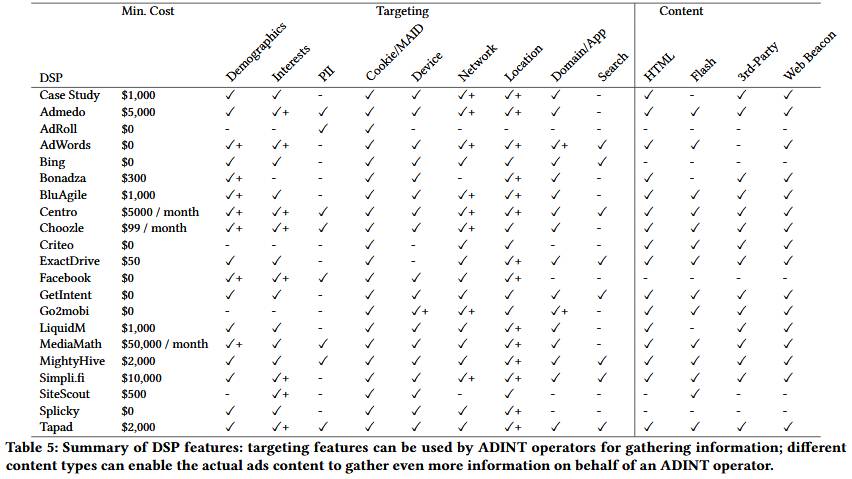 Min. Cost Targeting Content
DSP Demographics Interests PII Cookie/MAID Device Network Location Domain/App Search HTML Flash 3rd-Party Web Beacon
Case Study $1,000 ✓ ✓ - ✓ ✓ ✓+ ✓+ ✓ - ✓ - ✓ ✓
Admedo $5,000 ✓ ✓+ ✓ ✓ ✓ ✓+ ✓+ ✓ - ✓ ✓ ✓ ✓
AdRoll $0 - - ✓ ✓ - - - - - - - - -
AdWords $0 ✓+ ✓+ - ✓ ✓ ✓+ ✓+ ✓+ ✓ ✓ ✓ - ✓
Bing $0 ✓ ✓ - ✓ ✓ ✓ ✓ ✓ ✓ - - - -
Bonadza $300 ✓+ - - ✓ ✓ - ✓+ ✓ - ✓ - ✓ ✓
BluAgile $1,000 ✓+ ✓ - ✓ ✓ ✓+ ✓+ ✓ - ✓ ✓ ✓ ✓
Centro $5000 / month ✓+ ✓+ ✓ ✓ ✓ ✓+ ✓+ ✓ ✓ ✓ ✓ ✓ ✓
Choozle $99 / month ✓+ ✓+ ✓ ✓ ✓ ✓+ ✓ ✓ - ✓ ✓ ✓ ✓
Criteo $0 - - - ✓ - ✓ ✓ - - ✓ ✓ ✓ ✓
ExactDrive $50 ✓ ✓ - ✓ - ✓ ✓+ ✓ ✓ ✓ ✓ ✓ ✓
Facebook $0 ✓+ ✓+ ✓ ✓ ✓ ✓ ✓+ - - - - - -
GetIntent $0 ✓ ✓ - ✓ ✓ ✓ ✓ ✓ ✓ ✓ ✓ ✓ ✓
Go2mobi $0 - - - ✓ ✓+ ✓+ ✓ ✓+ - ✓ ✓ ✓ ✓
LiquidM $1,000 ✓ ✓ - ✓ ✓ ✓ ✓+ ✓ - ✓ - ✓ ✓
MediaMath $50,000 / month ✓+ ✓ ✓ ✓ ✓ ✓ ✓+ ✓ - ✓ ✓ ✓ ✓
MightyHive $2,000 ✓ ✓ ✓ ✓ ✓ ✓ ✓+ ✓ ✓ ✓ ✓ ✓ ✓
Simpli.fi $10,000 ✓ ✓+ - ✓ ✓ ✓+ ✓+ ✓ ✓ ✓ ✓ ✓ ✓
SiteScout $500 - ✓+ - ✓ ✓ - ✓ - - - ✓ - -
Splicky $0 ✓ ✓ - ✓ ✓ ✓ ✓+ - - - - - -
Tapad $2,000 ✓ ✓+ ✓ ✓ ✓ ✓ ✓+ ✓ ✓ ✓ ✓ ✓ ✓
Table 5: Summary of DSP features: targeting features can be used by ADINT operators for gathering information; different
content types can enable the actual ads content to gather even more information on behalf of an ADINT operator.